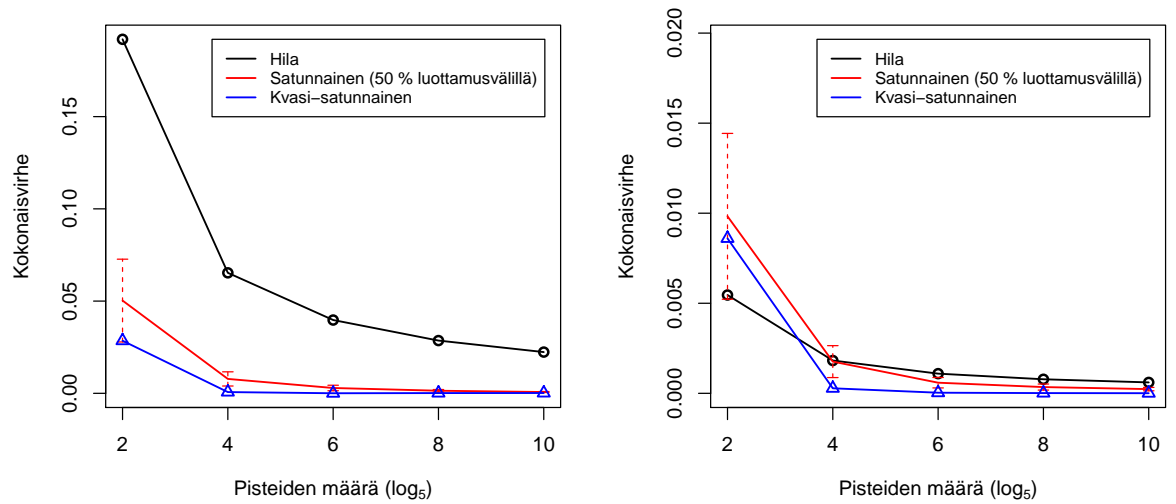 Hila
Satunnainen (50 % luottamusvälillä)
Kvasi−satunnainen
0.15
0.10
0.05
0.00
Kokonaisvirhe
2 4 6 8 10
Pisteiden määrä (log₅)
Hila
Satunnainen (50 % luottamusvälillä)
Kvasi−satunnainen
0.020
0.015
0.010
0.005
0.000
Kokonaisvirhe
2 4 6 8 10
Pisteiden määrä (log₅)